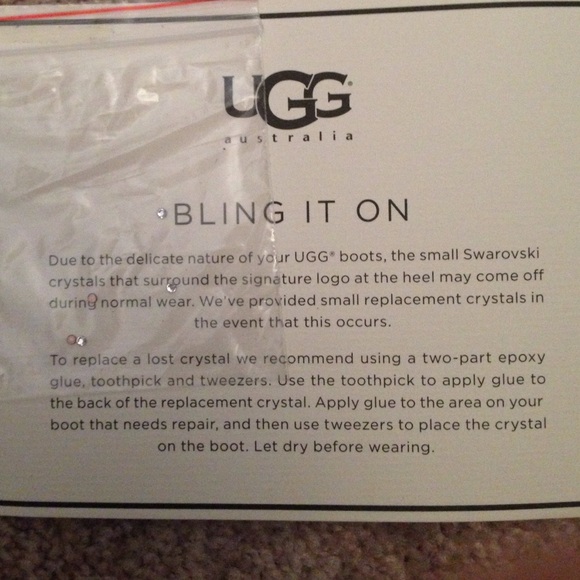 UGG®
australia
BLING IT ON
Due to the delicate nature of your UGG® boots, the small Swarovski
crystals that surround the signature logo at the heel may come off
during normal wear. We've provided small replacement crystals in
the event that this occurs.
To replace a lost crystal we recommend using a two-part epoxy
glue, toothpick and tweezers. Use the toothpick to apply glue to
the back of the replacement crystal. Apply glue to the area on your
boot that needs repair, and then use tweezers to place the crystal
on the boot. Let dry before wearing.